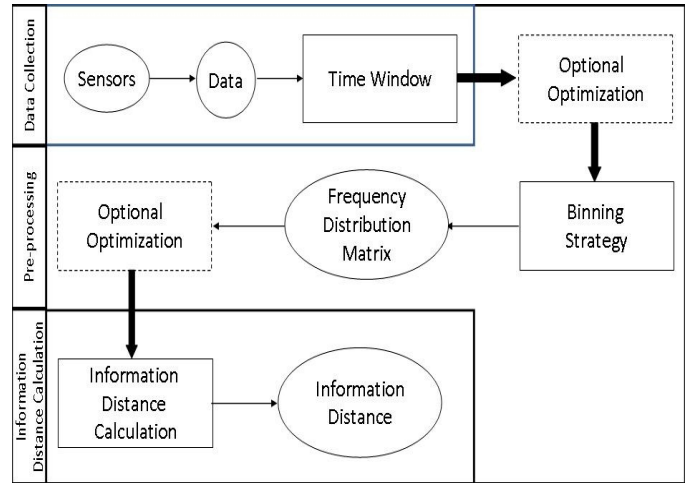 Data Collection
Sensors
Data
Time Window
Optional
Optimization
Pre-processing
Optional
Optimization
Frequency
Distribution
Matrix
Binning
Strategy
Information
Distance Calculation
Information
Distance
Calculation
Information
Distance